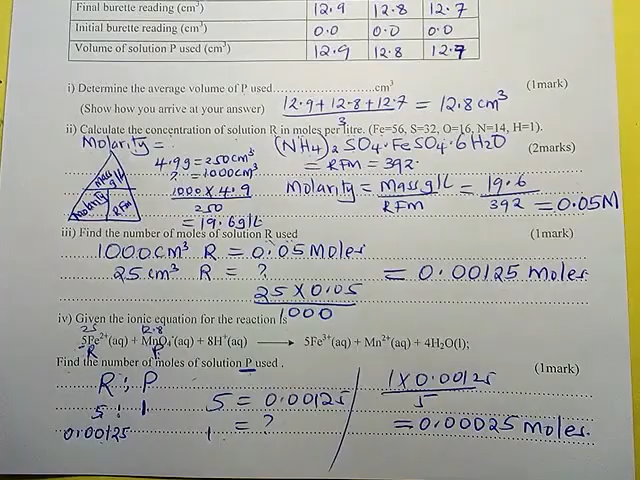 Final burette reading (cm³) 12.9 12.8 12.7
Initial burette reading (cm³) 0.0 0.0 0.0
Volume of solution P used (cm³) 12.9 12.8 12.7
i) Determine the average volume of P used........................cm³ (1mark)
(Show how you arrive at your answer) 12.9 + 12.8 + 12.7 / 3 = 12.8 cm³
ii) Calculate the concentration of solution R in moles per litre. (Fe=56, S=32, O=16, N=14, H=1).
Molarity = (NH4)2 SO4.FeSO4.6H2O (2marks)
4.9g = 250cm³ = RFM = 392
? = 1000cm³
mass g/L
Molarity RFM
1000 x 4.9 / 250 Molarity = Mass g/L / RFM = 19.6 / 392 = 0.05M
= 19.6g/L
iii) Find the number of moles of solution R used (1mark)
1000cm³ R = 0.05 Moles
25cm³ R = ? = 0.00125 moles
25 x 0.05 / 1000
iv) Given the ionic equation for the reaction is
25 12.8
5Fe²⁺(aq) + MnO₄⁻(aq) + 8H⁺(aq) ⟶ 5Fe³⁺(aq) + Mn²⁺(aq) + 4H₂O(l);
R P
Find the number of moles of solution P used . (1mark)
R : P 1 x 0.00125 / 5
5 : 1 5 = 0.00125
0.00125 1 = ? = 0.00025 moles.